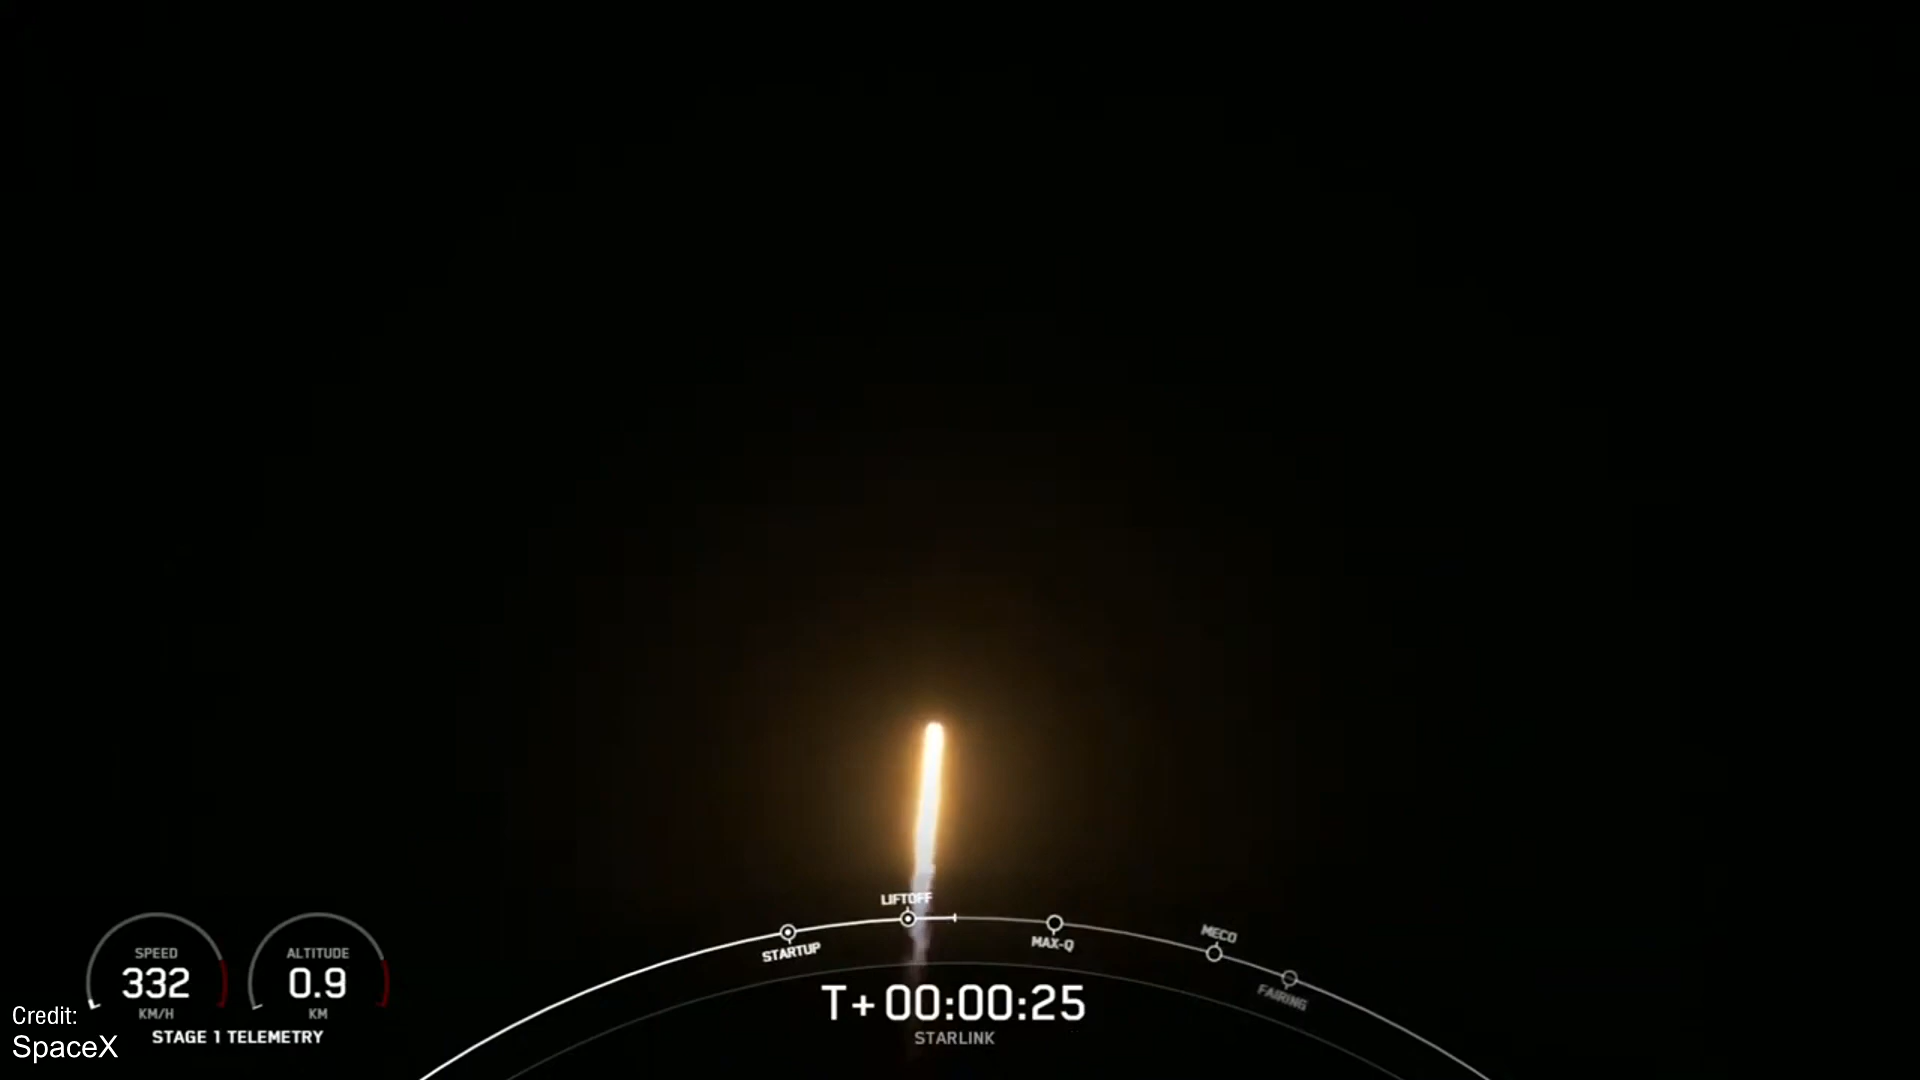 LIFTOFF
STARTUP
MAX-Q
MECO
FAIRING
SPEED
332
KM/H
ALTITUDE
0.9
KM
STAGE 1 TELEMETRY
T+00:00:25
STARLINK
Credit:
SpaceX